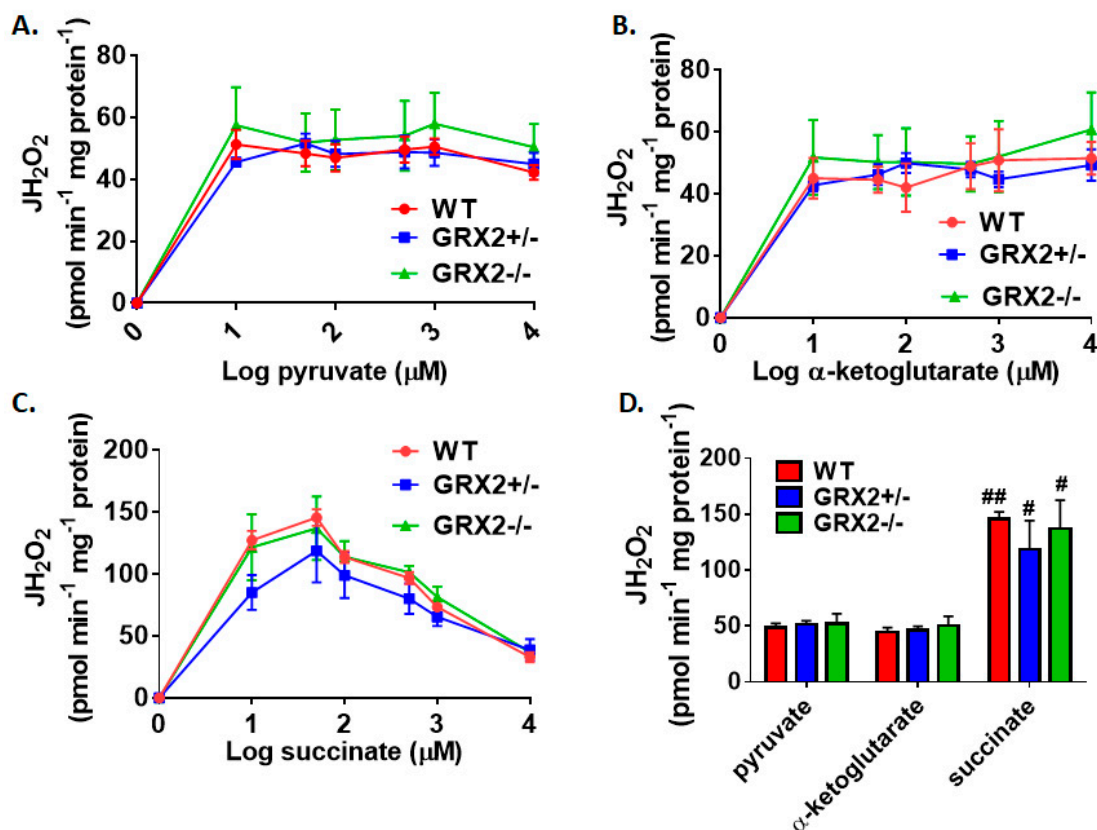 A.
JH₂O₂
(pmol min⁻¹ mg protein⁻¹)
80
60
40
20
0
WT
GRX2+/-
GRX2-/-
0 1 2 3 4
Log pyruvate (μM)
B.
JH₂O₂
(pmol min⁻¹ mg⁻¹ protein)
80
60
40
20
0
WT
GRX2+/-
GRX2-/-
0 1 2 3 4
Log α-ketoglutarate (μM)
C.
JH₂O₂
(pmol min⁻¹ mg⁻¹ protein)
200
150
100
50
0
WT
GRX2+/-
GRX2-/-
0 1 2 3 4
Log succinate (μM)
D.
JH₂O₂
(pmol min⁻¹ mg protein⁻¹)
200
150
100
50
0
WT
GRX2+/-
GRX2-/-
## # #
pyruvate
α-ketoglutarate
succinate